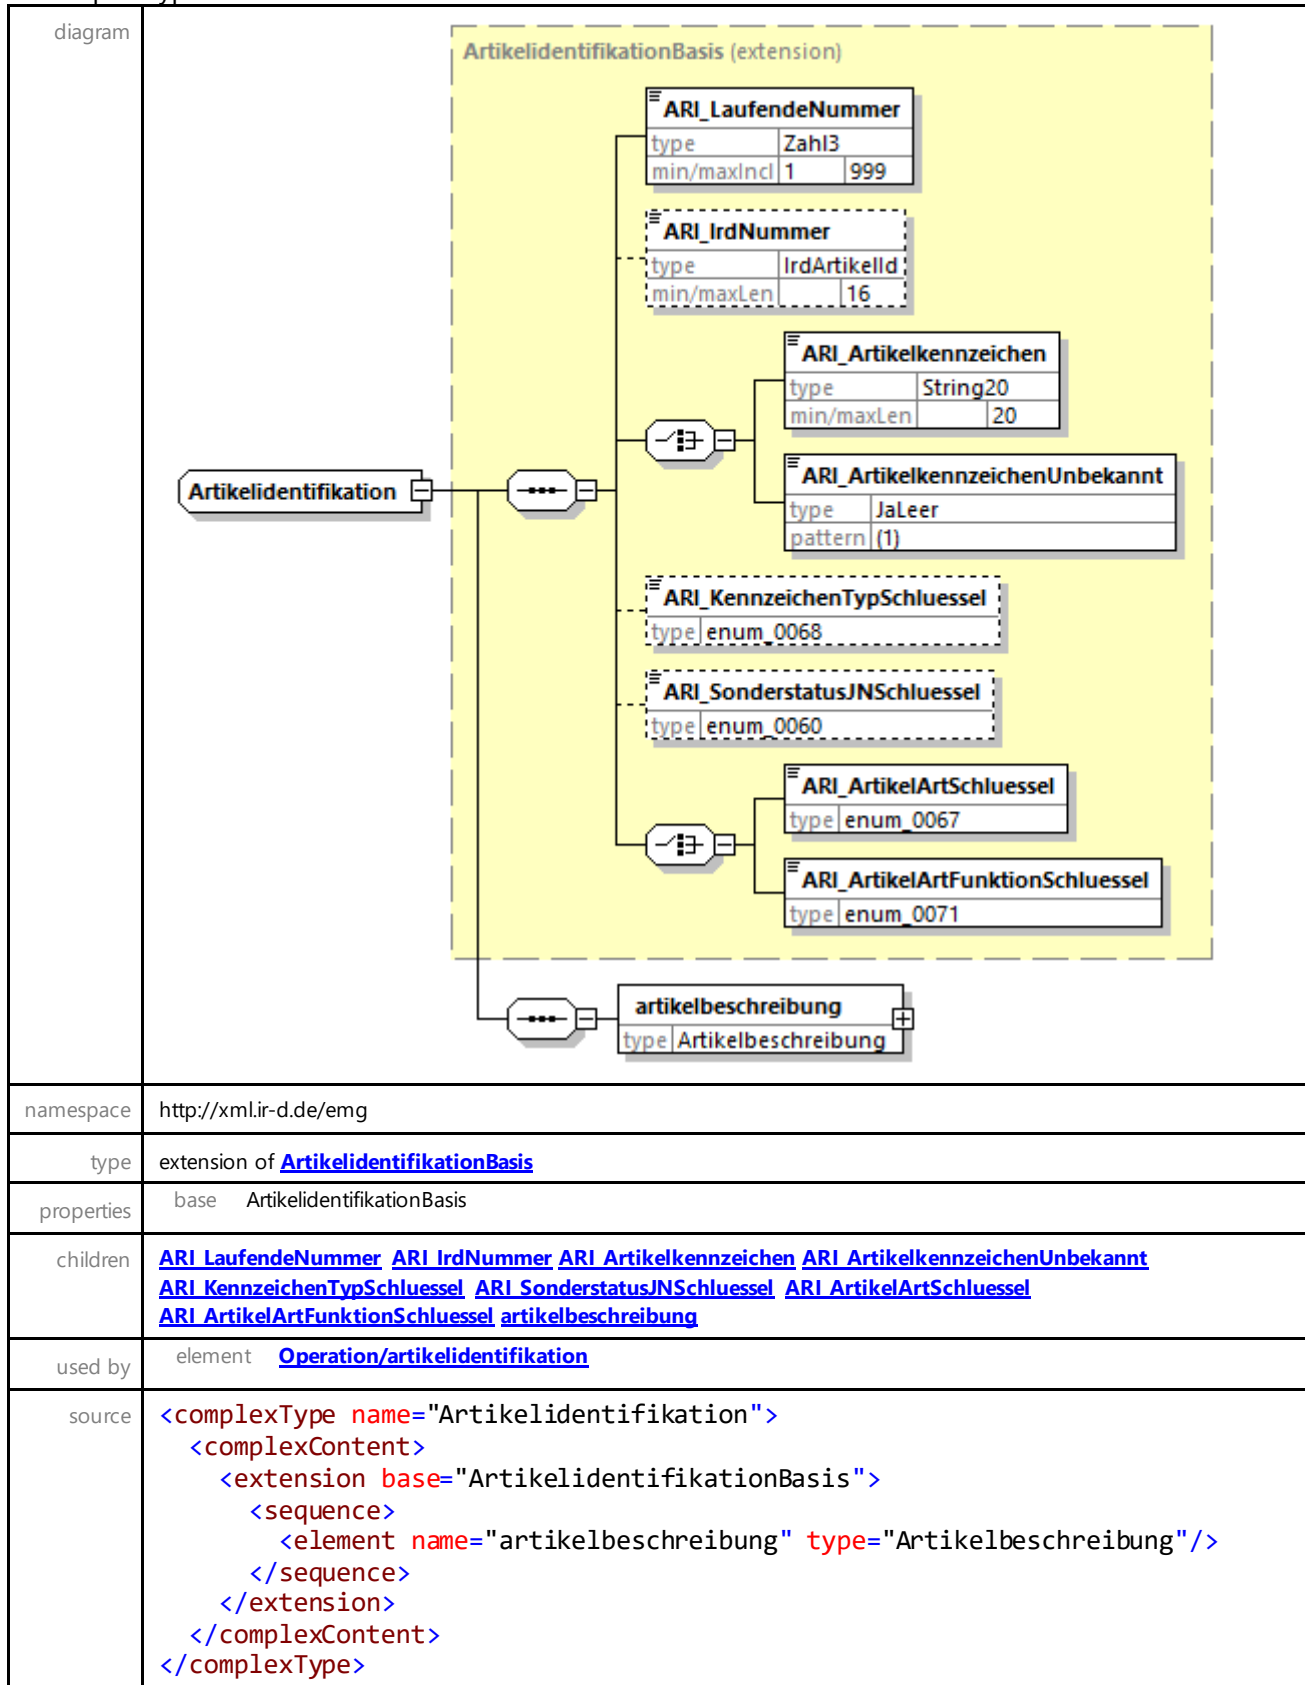 diagram
ArtikelidentifikationBasis (extension)
ARI_LaufendeNummer
type Zahl3
min/maxIncl 1 999
ARI_IrdNummer
type IrdArtikelId
min/maxLen 16
ARI_Artikelkennzeichen
type String20
min/maxLen 20
ARI_ArtikelkennzeichenUnbekannt
type JaLeer
pattern (1)
Artikelidentifikation
ARI_KennzeichenTypSchluessel
type enum_0068
ARI_SonderstatusJNSchluessel
type enum_0060
ARI_ArtikelArtSchluessel
type enum_0067
ARI_ArtikelArtFunktionSchluessel
type enum_0071
artikelbeschreibung
type Artikelbeschreibung
namespace http://xml.ir-d.de/emg
type extension of ArtikelidentifikationBasis
properties base ArtikelidentifikationBasis
children ARI_LaufendeNummer ARI_IrdNummer ARI_Artikelkennzeichen ARI_ArtikelkennzeichenUnbekannt
ARI_KennzeichenTypSchluessel ARI_SonderstatusJNSchluessel ARI_ArtikelArtSchluessel
ARI_ArtikelArtFunktionSchluessel artikelbeschreibung
used by element Operation/artikelidentifikation
source <complexType name="Artikelidentifikation">
<complexContent>
<extension base="ArtikelidentifikationBasis">
<sequence>
<element name="artikelbeschreibung" type="Artikelbeschreibung"/>
</sequence>
</extension>
</complexContent>
</complexType>